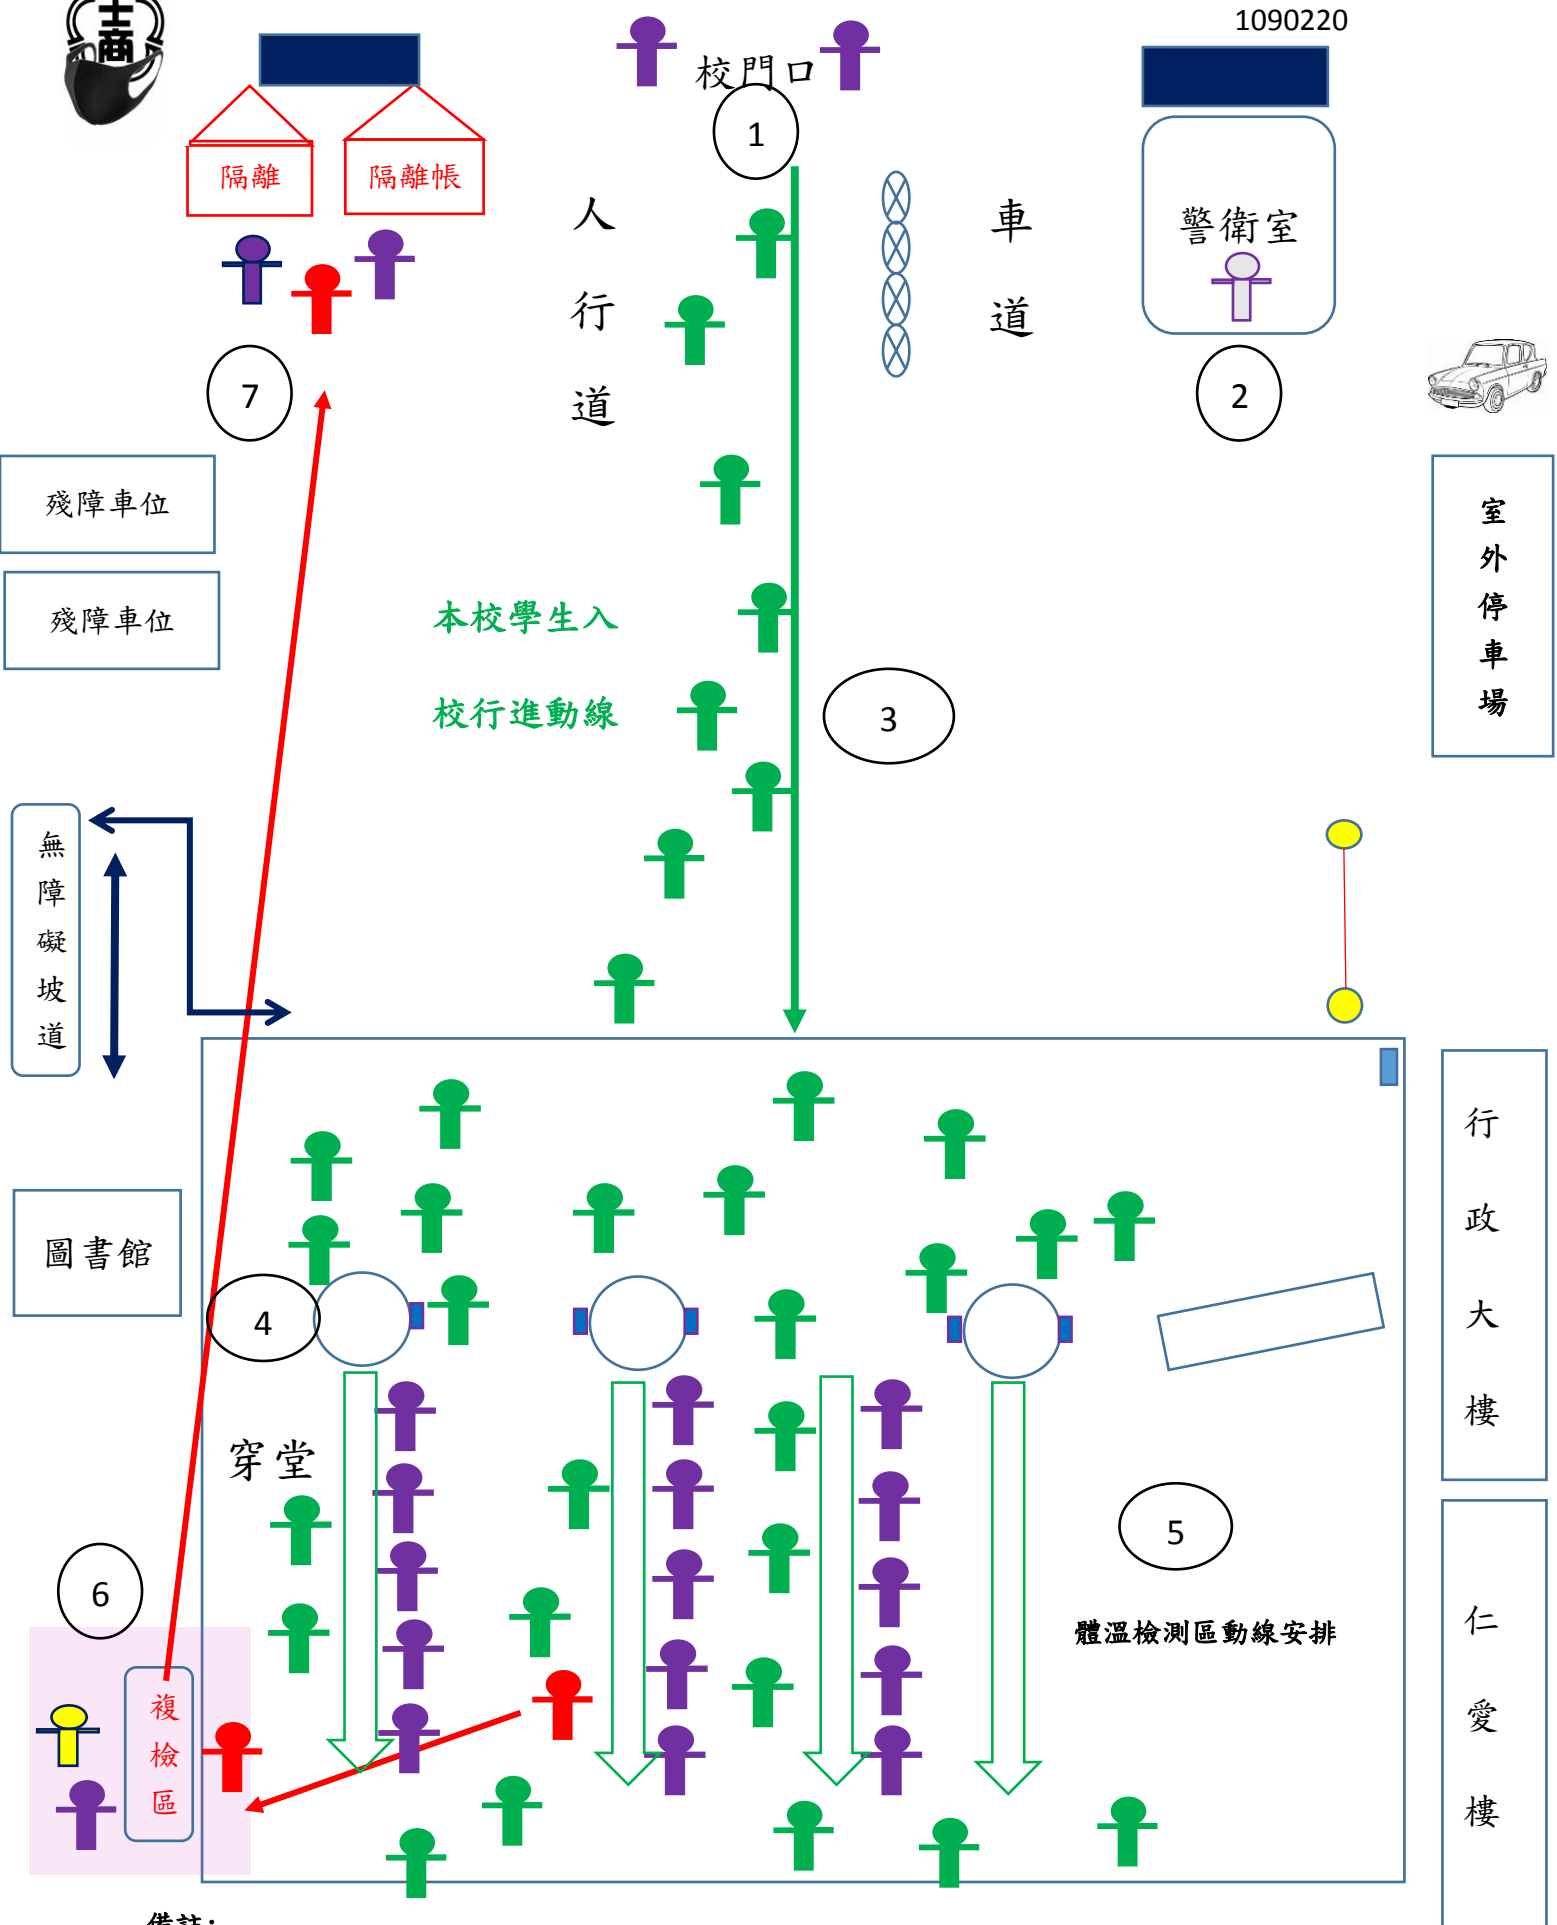 士
商
1090220
校門口
1
隔離
隔離帳
人
行
道
車
道
警衛室
7
2
殘障車位
殘障車位
室
外
停
車
場
本校學生入
校行進動線
3
無
障
礙
坡
道
行
政
大
樓
圖書館
4
穿堂
5
6
體溫檢測區動線安排
仁
愛
樓
複
檢
區
備註: